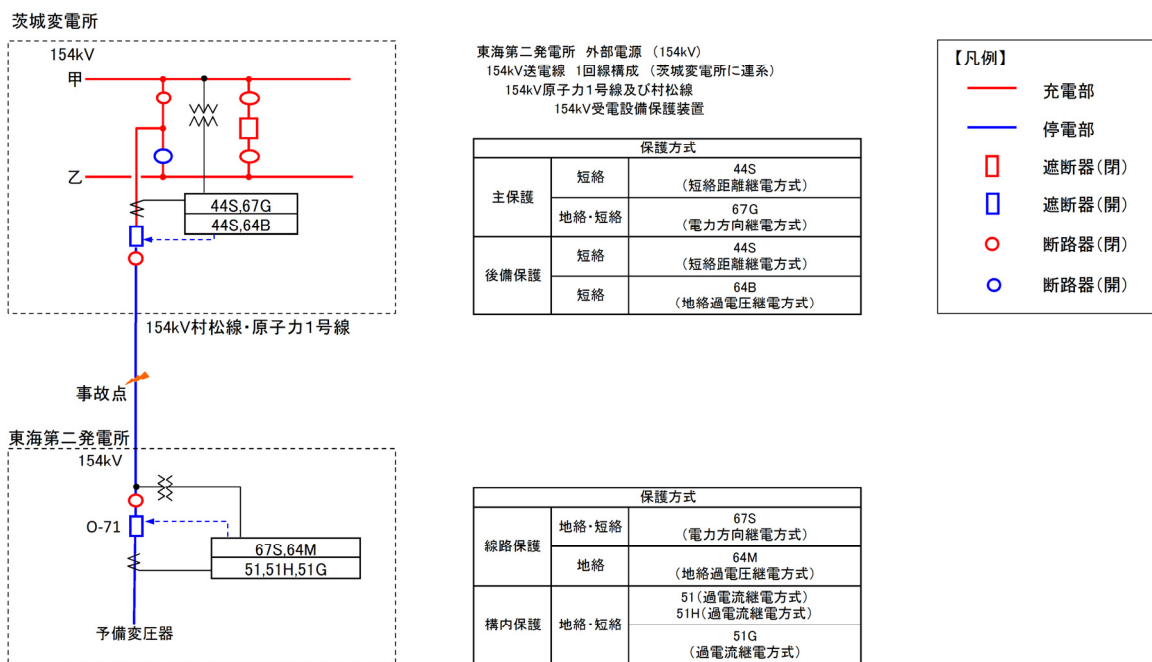 茨城変電所
154kV
甲
乙
44S,67G
44S,64B
154kV村松線・原子力1号線
事故点
東海第二発電所
154kV
O-71
67S,64M
51,51H,51G
予備変圧器
東海第二発電所 外部電源 (154kV)
154kV送電線 1回線構成 (茨城変電所に連系)
154kV原子力1号線及び村松線
154kV受電設備保護装置
保護方式
主保護
短絡
44S
(短絡距離継電方式)
地絡・短絡
67G
(電力方向継電方式)
後備保護
短絡
44S
(短絡距離継電方式)
短絡
64B
(地絡過電圧継電方式)
保護方式
線路保護
地絡・短絡
67S
(電力方向継電方式)
地絡
64M
(地絡過電圧継電方式)
構内保護
地絡・短絡
51(過電流継電方式)
51H(過電流継電方式)
51G
(過電流継電方式)
【凡例】
充電部
停電部
遮断器(閉)
遮断器(開)
断路器(閉)
断路器(開)